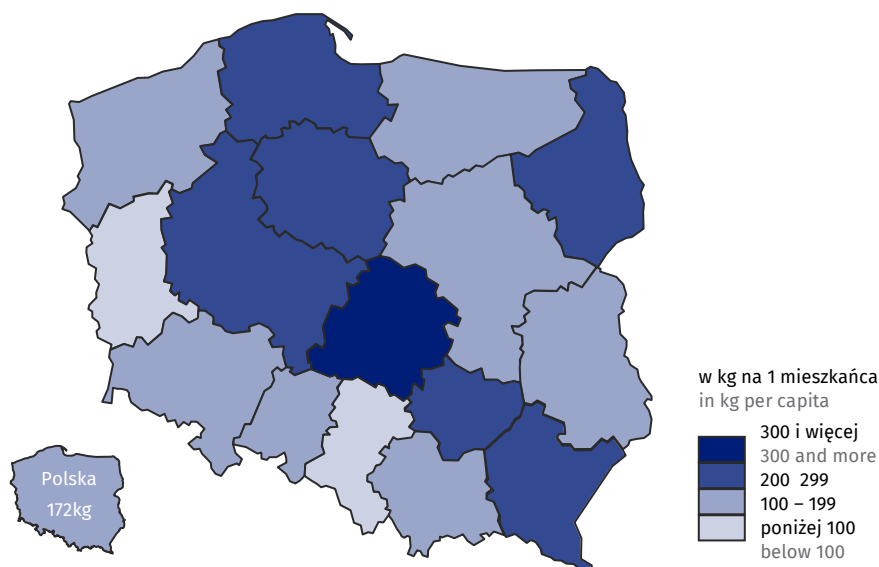 w kg na 1 mieszkańca
in kg per capita
300 i więcej
300 and more
200 299
100 – 199
poniżej 100
below 100
Polska
172kg